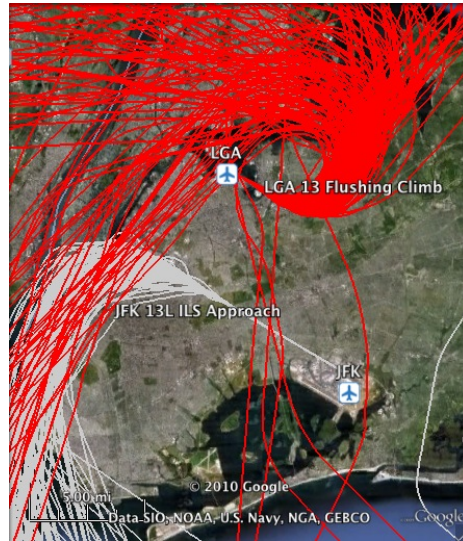 LGA
LGA 13 Flushing Climb
JFK 13L ILS Approach
JFK
© 2010 Google
5.00 mi
Data SIO, NOAA, U.S. Navy, NGA, GEBCO
Google